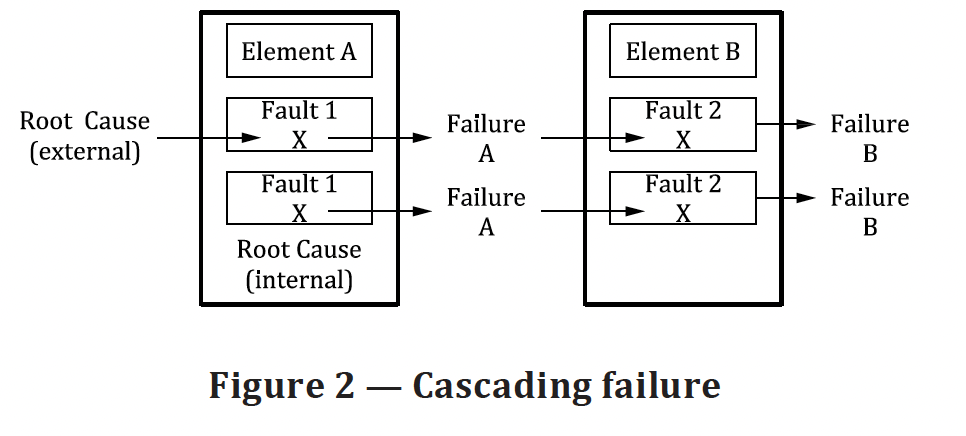 Element A
Element B
Root Cause
(external)
Fault 1
X
Failure
A
Fault 2
X
Failure
B
Fault 1
X
Failure
A
Fault 2
X
Failure
B
Root Cause
(internal)
Figure 2 — Cascading failure